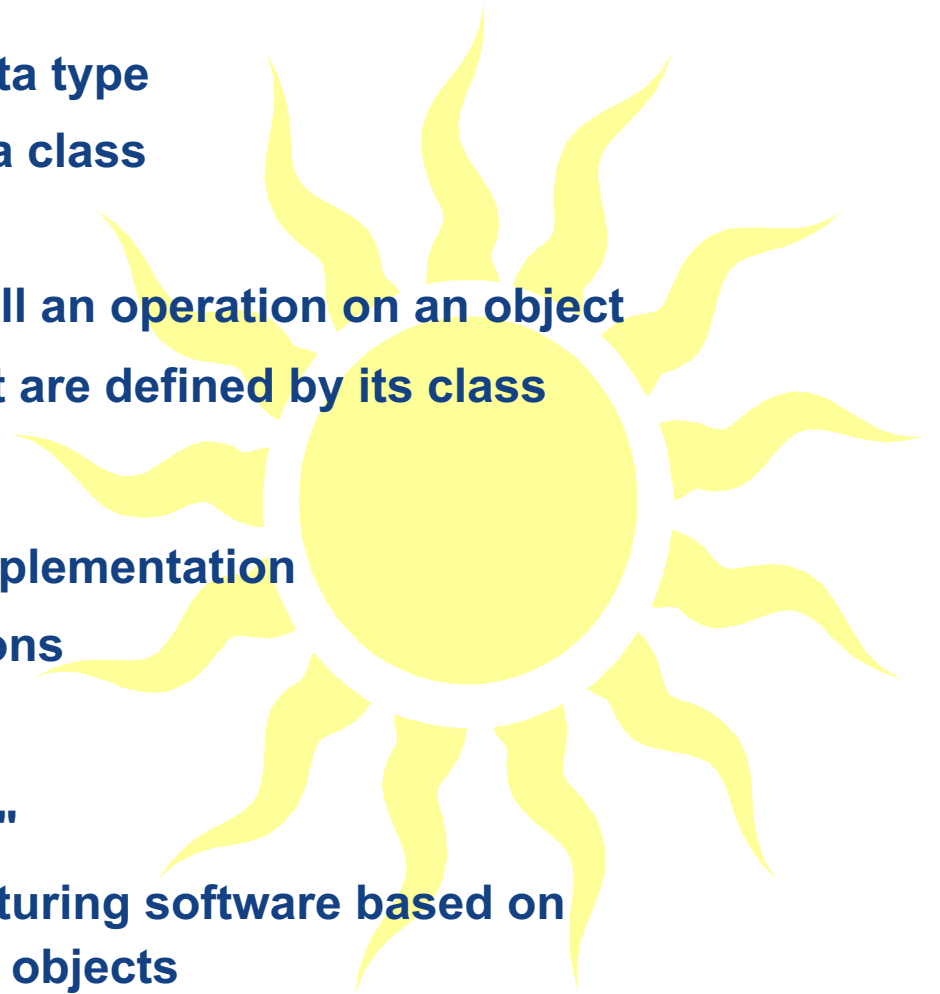 ta type
a class
ll an operation on an object
t are defined by its class
plementation
ons
"
turing software based on
objects